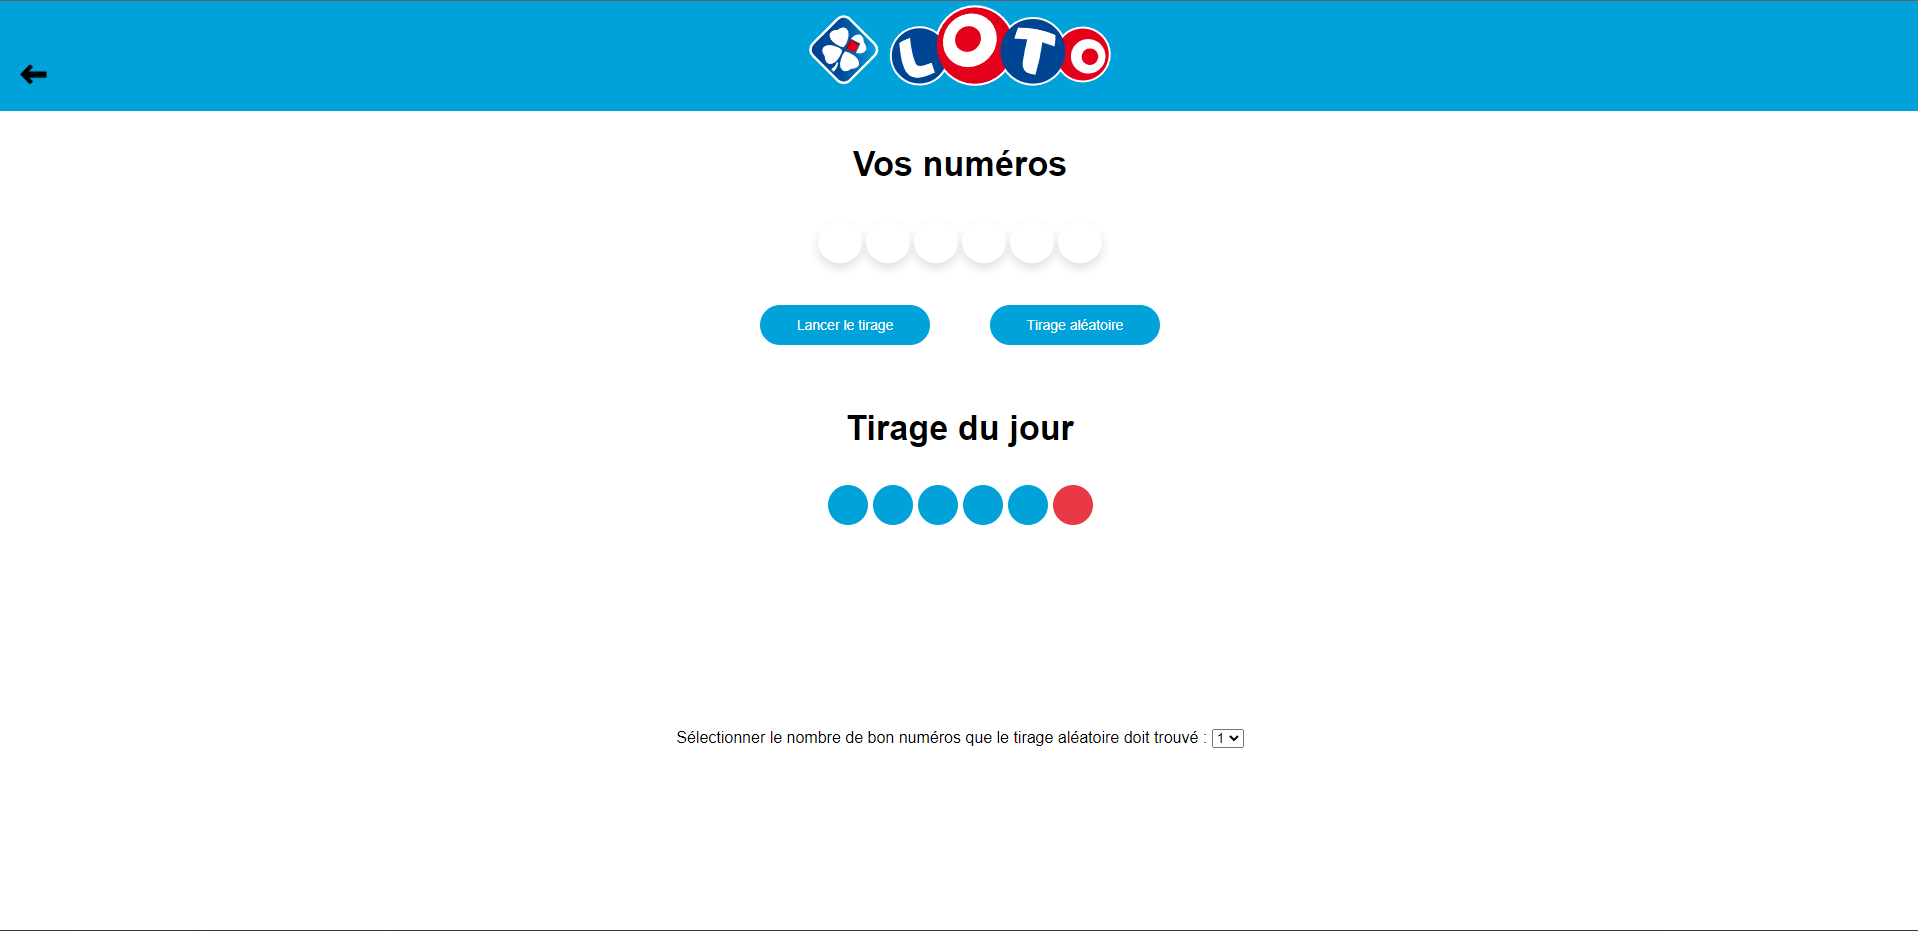 LOTO
Vos numéros
Lancer le tirage
Tirage aléatoire
Tirage du jour
Sélectionner le nombre de bon numéros que le tirage aléatoire doit trouvé : 1